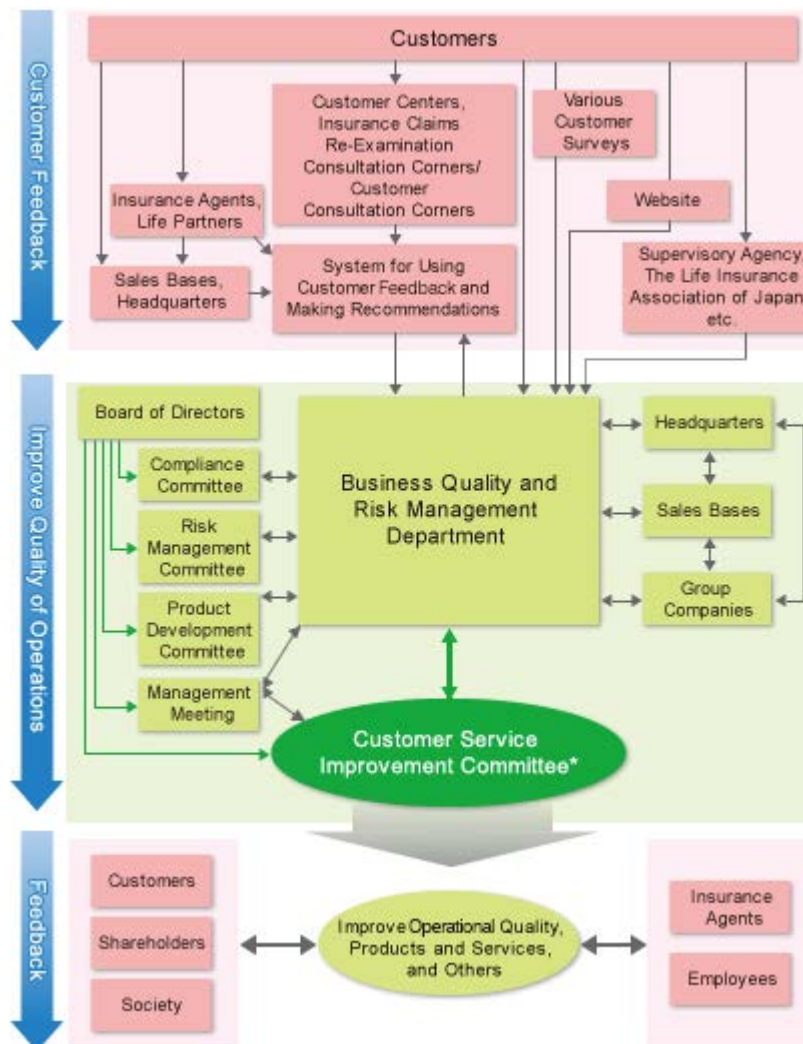 Customer Feedback
Customers
Customer Centers,
Insurance Claims
Re-Examination
Consultation Corners/
Customer
Consultation Corners
Various
Customer
Surveys
Insurance Agents,
Life Partners
Website
Sales Bases,
Headquarters
System for Using
Customer Feedback and
Making Recommendations
Supervisory Agency,
The Life Insurance
Association of Japan,
etc.
Improve Quality of Operations
Board of Directors
Compliance
Committee
Risk
Management
Committee
Product
Development
Committee
Management
Meeting
Business Quality and
Risk Management
Department
Headquarters
Sales Bases
Group
Companies
Customer Service
Improvement Committee*
Feedback
Customers
Shareholders
Society
Improve Operational Quality,
Products and Services,
and Others
Insurance
Agents
Employees